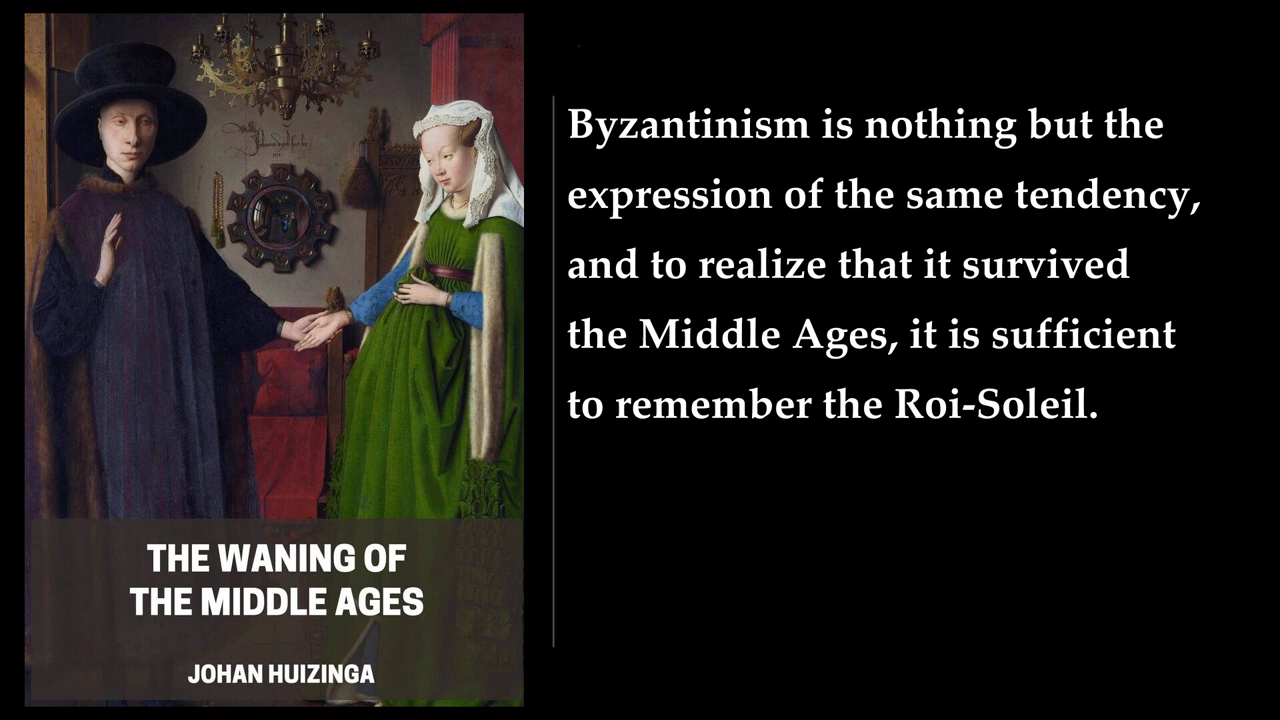 THE WANING OF
THE MIDDLE AGES
JOHAN HUIZINGA
Byzantinism is nothing but the
expression of the same tendency,
and to realize that it survived
the Middle Ages, it is sufficient
to remember the Roi-Soleil.